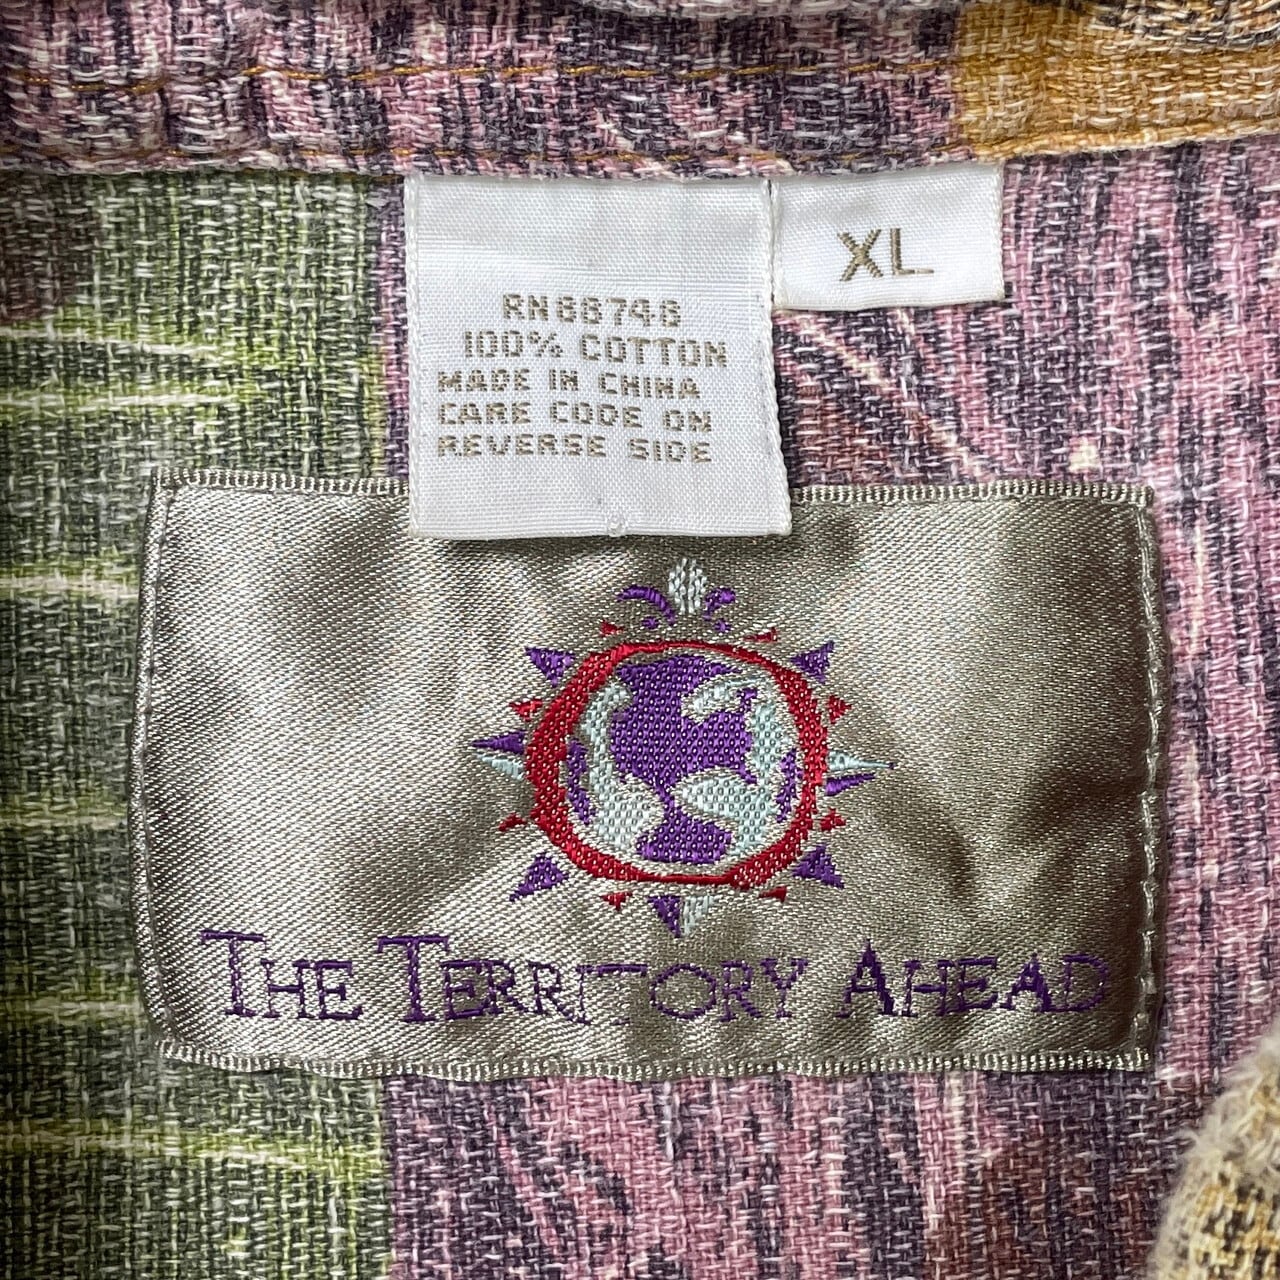 XL
RN88746
100% COTTON
MADE IN CHINA
CARE CODE ON
REVERSE SIDE
THE TERRITORY AHEAD